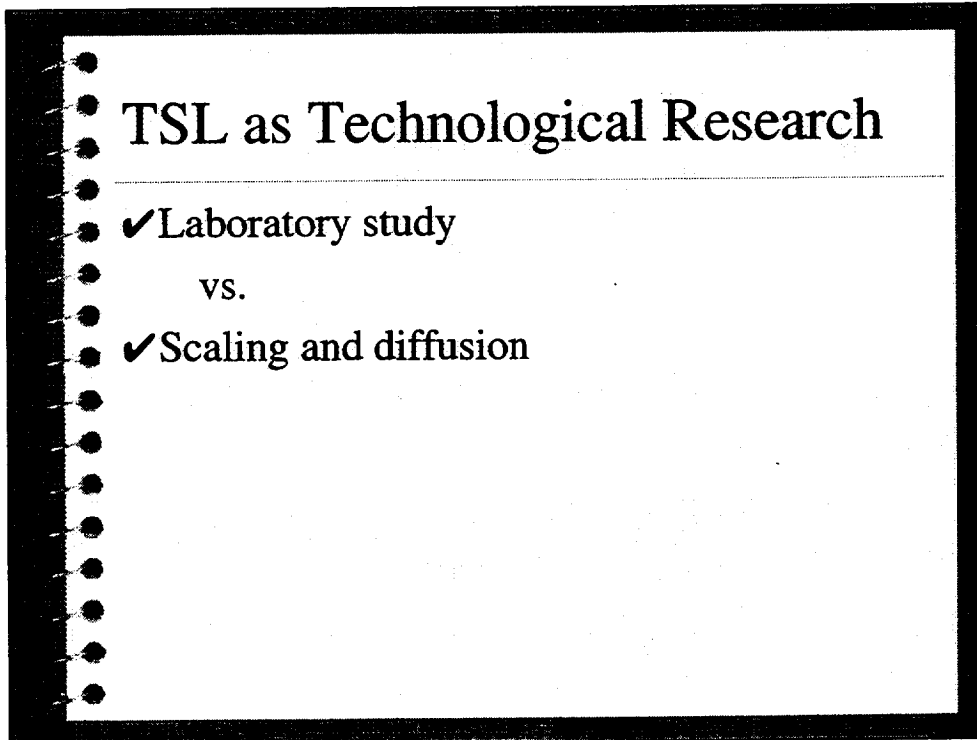 TSL as Technological Research
✔Laboratory study
vs.
✔Scaling and diffusion